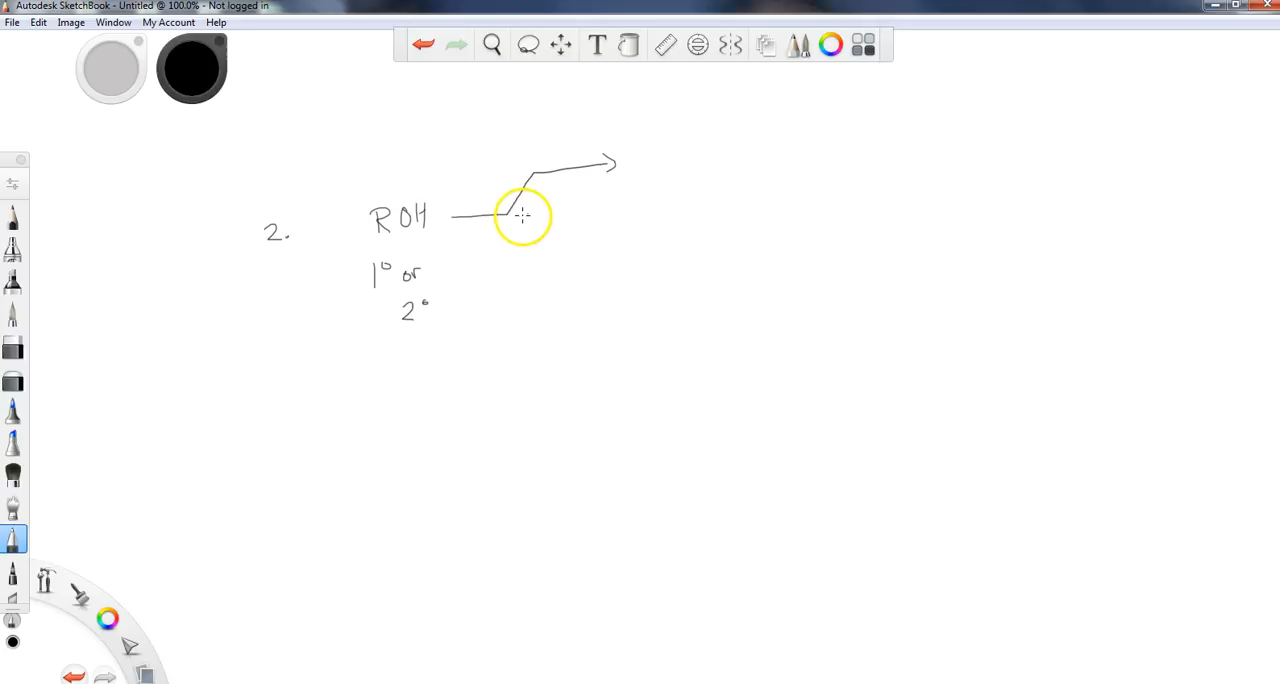 Autodesk SketchBook - Untitled @ 100.0% - Not logged in
File Edit Image Window My Account Help
T
2. ROH
1° or
2°